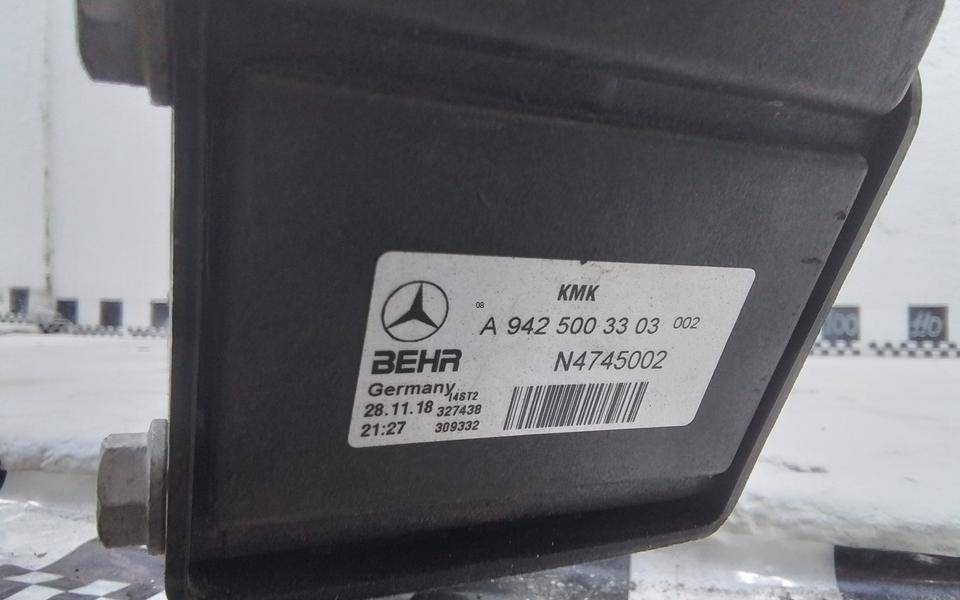 KMK
08
A 942 500 33 03 002
BEHR
N4745002
Germany
14ST2
28.11.18 327438
21:27 309332